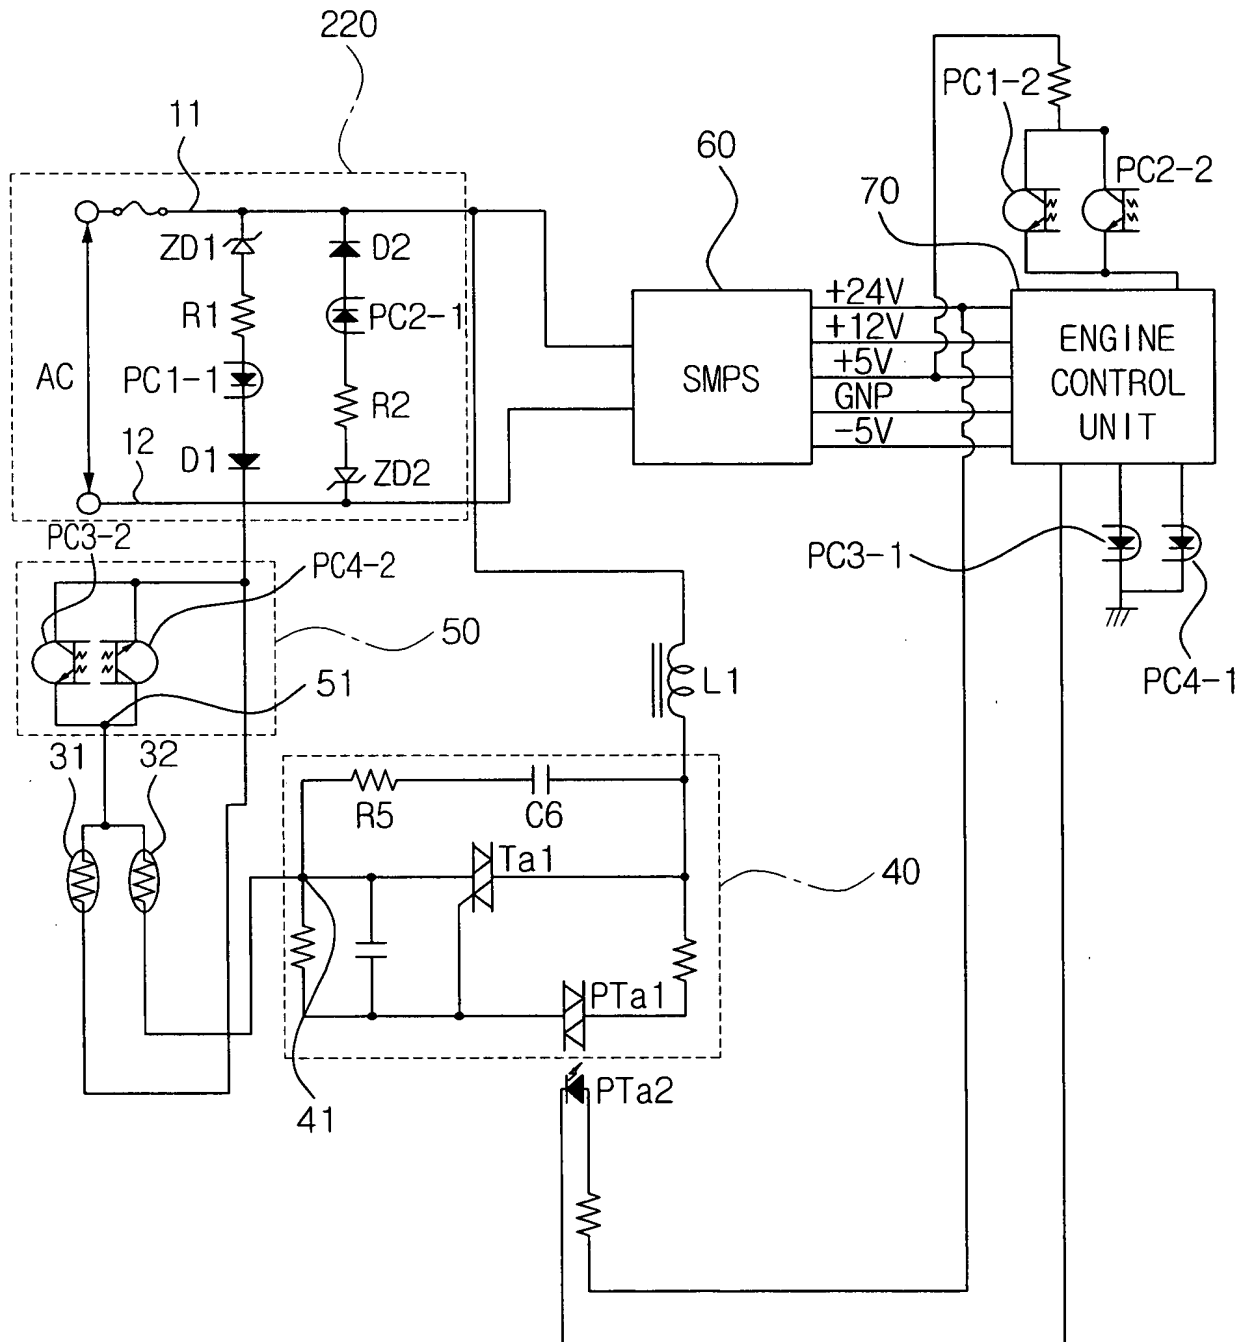 220
11
60
70
PC1-2
PC2-2
AC
ZD1
D2
R1
PC2-1
PC1-1
R2
12
D1
ZD2
SMPS
+24V
+12V
+5V
GNP
-5V
ENGINE
CONTROL
UNIT
PC3-2
PC4-2
PC3-1
50
51
PC4-1
L1
31
32
R5
C6
Ta1
40
PTa1
PTa2
41